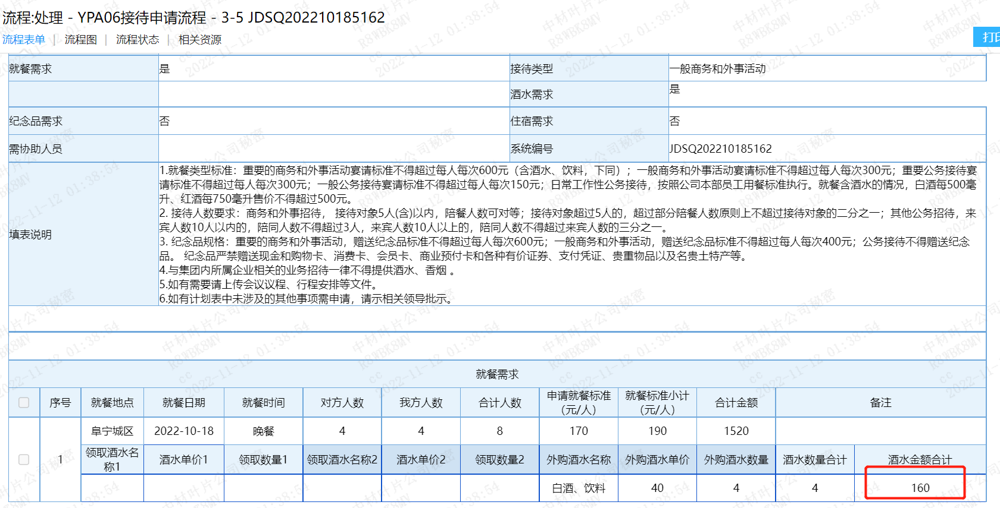 流程:处理 - YPA06接待申请流程 - 3-5 JDSQ202210185162
流程表单 | 流程图 | 流程状态 | 相关资源
打印
就餐需求 是 接待类型 一般商务和外事活动
酒水需求 是
纪念品需求 否 住宿需求 否
需协助人员 系统编号 JDSQ202210185162
填表说明
1.就餐类型标准：重要的商务和外事活动宴请标准不得超过每人每次600元（含酒水、饮料，下同）；一般商务和外事活动宴请标准不得超过每人每次300元；重要公务接待宴
请标准不得超过每人每次300元；一般公务接待宴请标准不得超过每人每次150元；日常工作性公务接待，按照公司本部员工用餐标准执行。就餐含酒水的情况，白酒每500毫
升、红酒每750毫升售价不得超过500元。
2. 接待人数要求：商务和外事招待， 接待对象5人(含)以内，陪餐人数可对等；接待对象超过5人的，超过部分陪餐人数原则上不超过接待对象的二分之一；其他公务招待，来
宾人数10人以内的，陪同人数不得超过3人，来宾人数10人以上的，陪同人数不得超过来宾人数的三分之一。
3. 纪念品规格：重要的商务和外事活动，赠送纪念品标准不得超过每人每次600元；一般商务和外事活动，赠送纪念品标准不得超过每人每次400元；公务接待不得赠送纪念
品。 纪念品严禁赠送现金和购物卡、消费卡、会员卡、商业预付卡和各种有价证券、支付凭证、贵重物品以及名贵土特产等。
4.与集团内所属企业相关的业务招待一律不得提供酒水、香烟 。
5.如有需要请上传会议议程、行程安排等文件。
6.如有计划表中未涉及的其他事项需申请，请示相关领导批示。
就餐需求
序号 就餐地点 就餐日期 就餐时间 对方人数 我方人数 合计人数 申请就餐标准（元/人） 就餐标准小计（元/人） 合计金额 备注
1 阜宁城区 2022-10-18 晚餐 4 4 8 170 190 1520
领取酒水名称1 酒水单价1 领取数量1 领取酒水名称2 酒水单价2 领取数量2 外购酒水名称 外购酒水单价 外购酒水数量 酒水数量合计 酒水金额合计
白酒、饮料 40 4 4 160
中材叶片公司秘密
R8WBK8MV
cc
2022-11-12 01:38:54